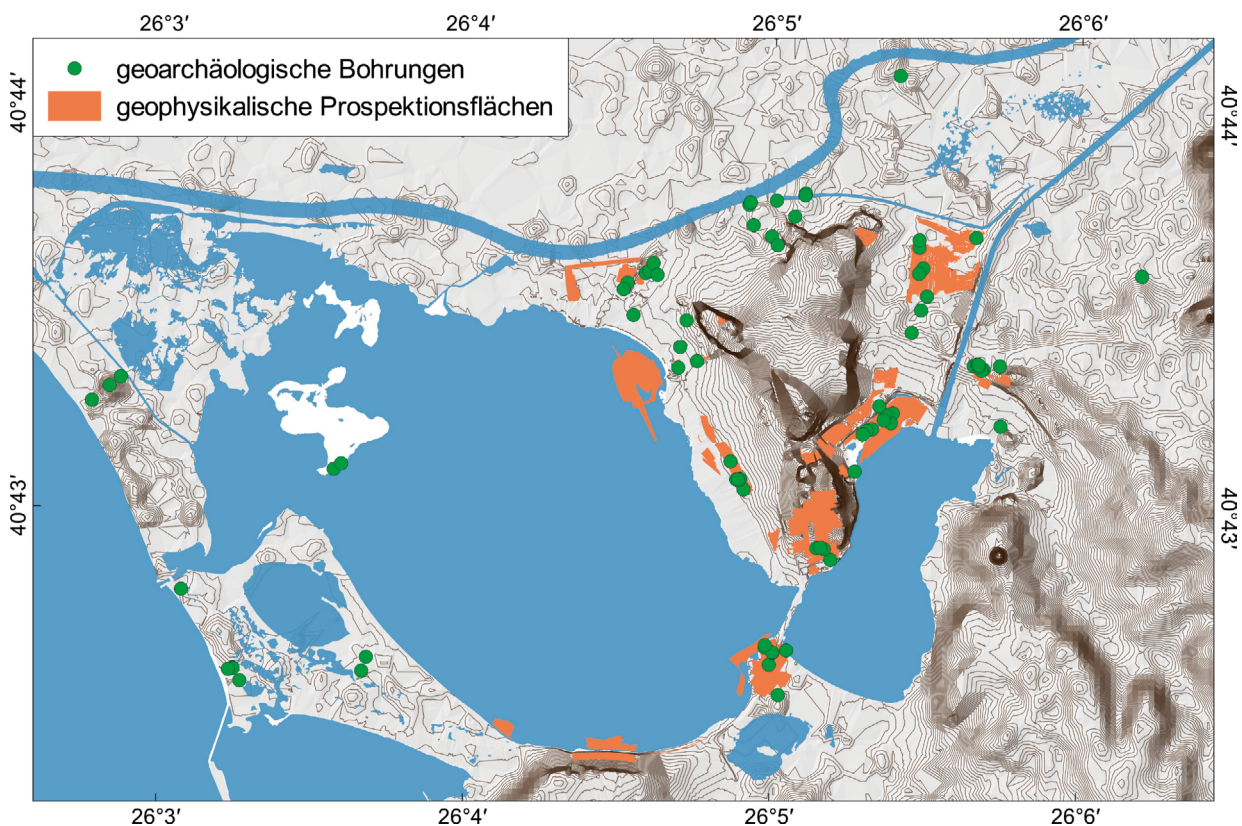 26°3′ 26°4′ 26°5′ 26°6′
geoarchäologische Bohrungen
geophysikalische Prospektionsflächen
40°44′ 40°44′
40°43′ 40°43′
26°3′ 26°4′ 26°5′ 26°6′